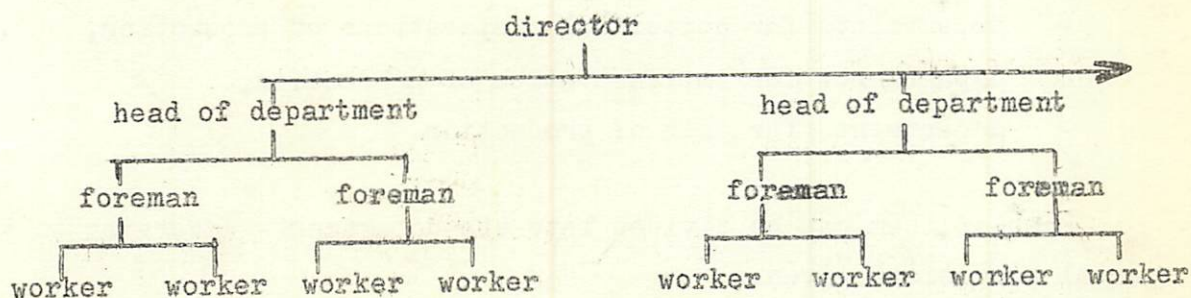 director
head of department head of department
foreman foreman foreman foreman
worker worker worker worker worker worker worker worker